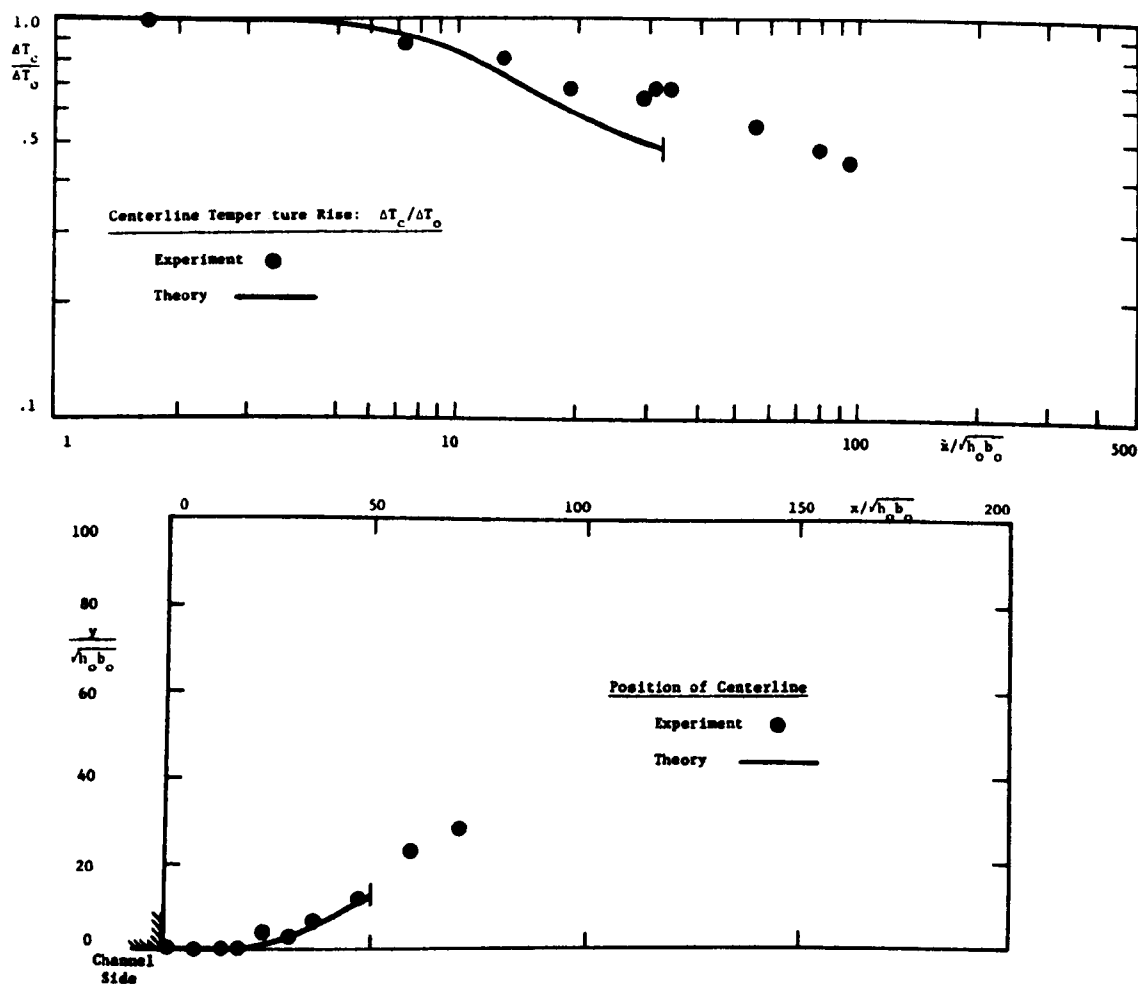 1.0
ΔT_c
ΔT_o
.5
.1
Centerline Temper ture Rise: ΔT_c/ΔT_o
Experiment
Theory
1 10 100 x/√h_o b_o 500
0 50 100 150 x/√h_o b_o 200
100
80
y
√h_o b_o
60
40
20
0
Position of Centerline
Experiment
Theory
Channel
Side